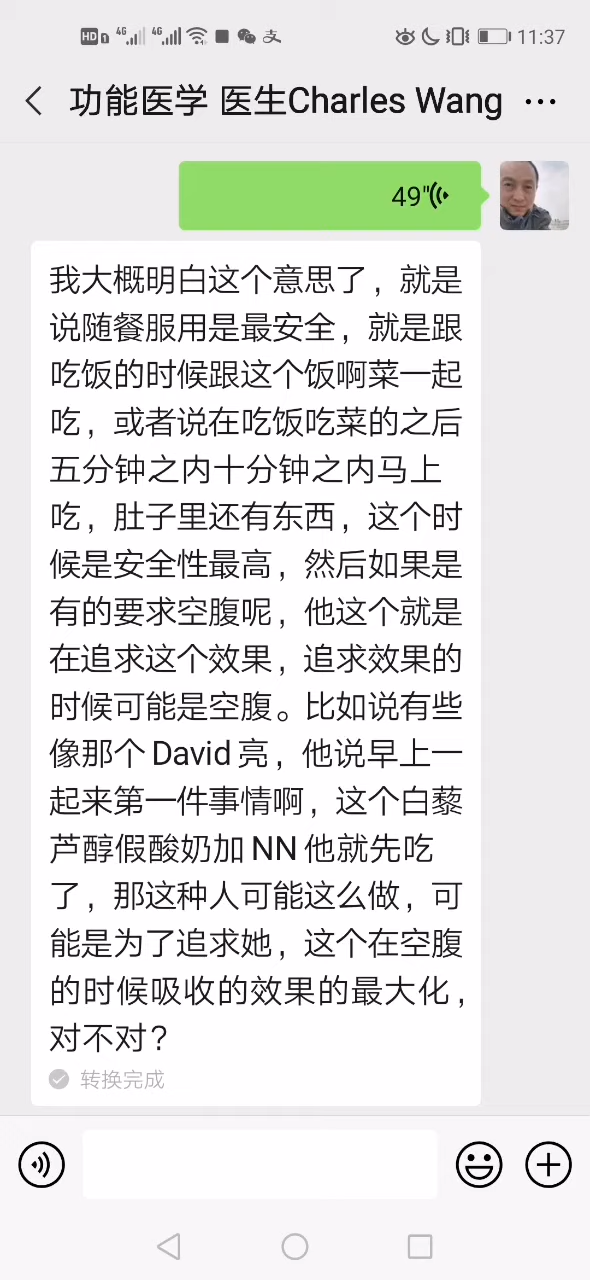 HD 1 4G 4G 支 11:37
功能医学 医生Charles Wang ...
49"
我大概明白这个意思了，就是
说随餐服用是最安全，就是跟
吃饭的时候跟这个饭啊菜一起
吃，或者说在吃饭吃菜的之后
五分钟之内十分钟之内马上
吃，肚子里还有东西，这个时
候是安全性最高，然后如果是
有的要求空腹呢，他这个就是
在追求这个效果，追求效果的
时候可能是空腹。比如说有些
像那个David亮，他说早上一
起来第一件事情啊，这个白藜
芦醇假酸奶加NN他就先吃
了，那这种人可能这么做，可
能是为了追求她，这个在空腹
的时候吸收的效果的最大化，
对不对？
转换完成